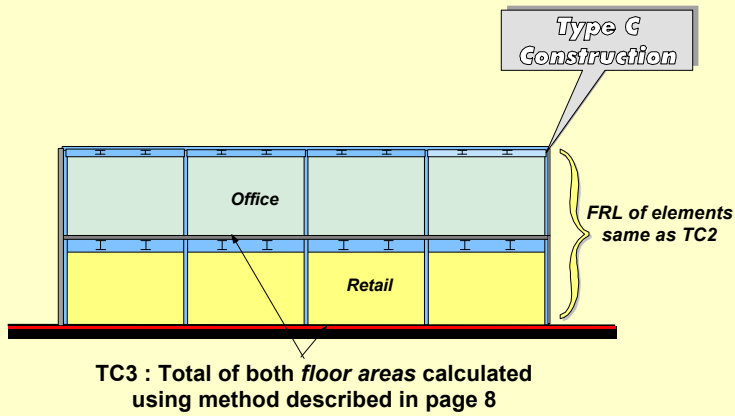 Type C
Construction
Office
FRL of elements
same as TC2
Retail
TC3 : Total of both floor areas calculated
using method described in page 8